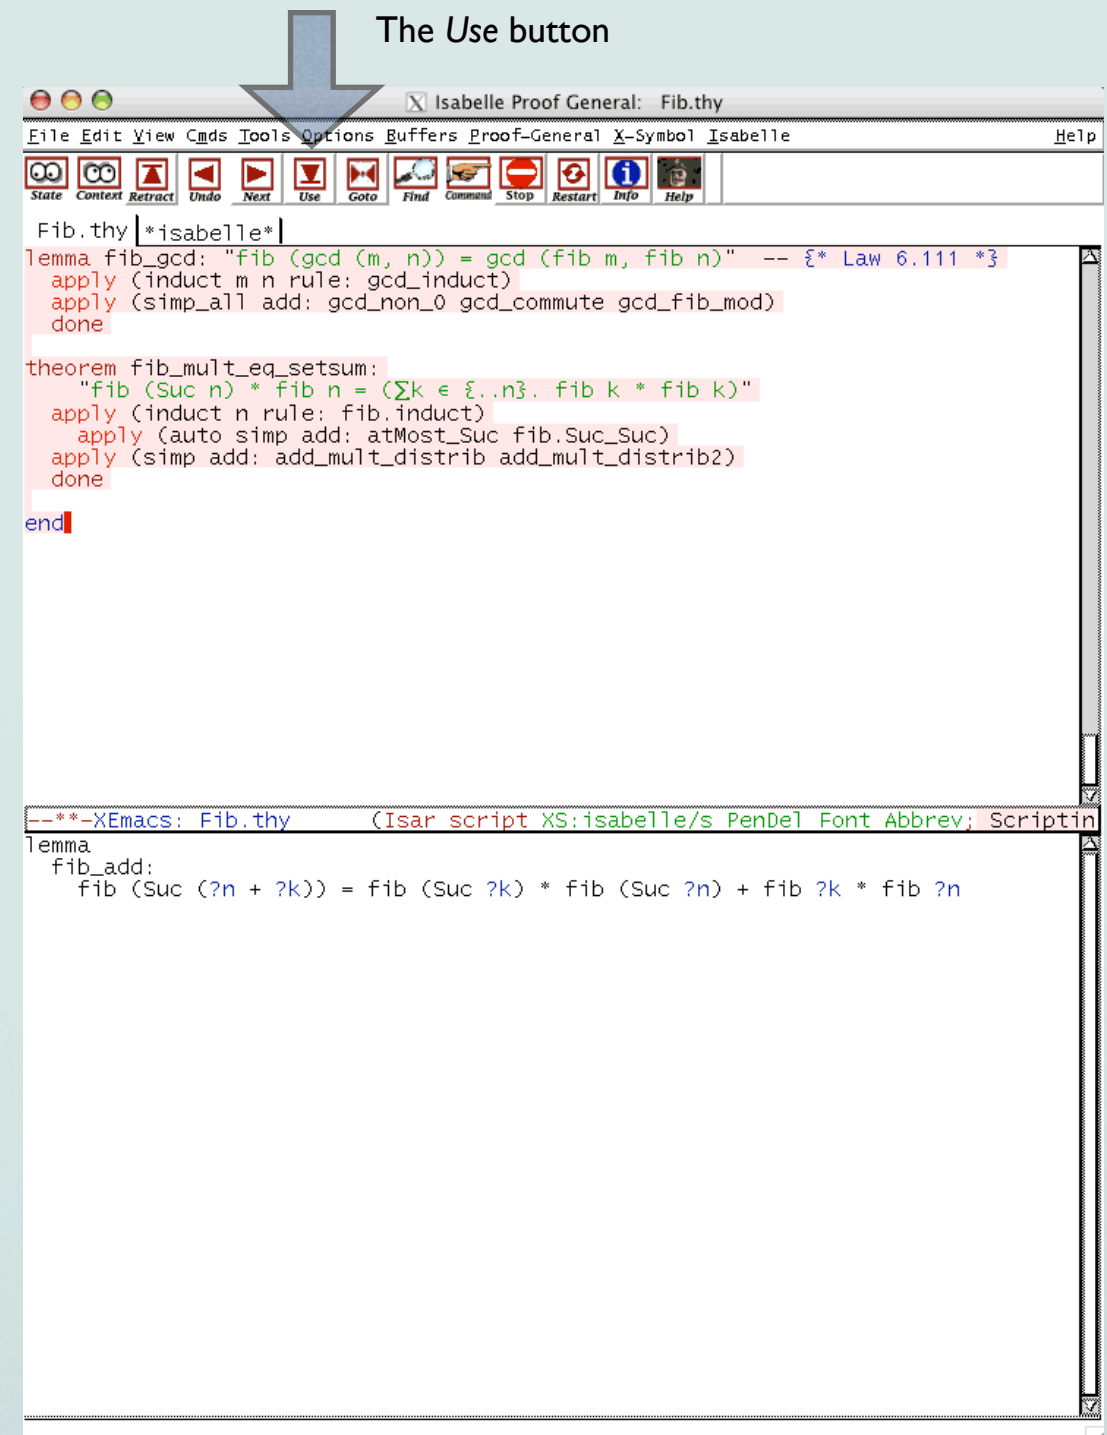 The Use button
Isabelle Proof General: Fib.thy
File Edit View Cmds Tools Options Buffers Proof-General X-Symbol Isabelle Help
State Context Retract Undo Next Use Goto Find Command Stop Restart Info Help
Fib.thy *isabelle*
lemma fib_gcd: "fib (gcd (m, n)) = gcd (fib m, fib n)" -- {* Law 6.111 *}
apply (induct m n rule: gcd_induct)
apply (simp_all add: gcd_non_0 gcd_commute gcd_fib_mod)
done
theorem fib_mult_eq_setsum:
"fib (Suc n) * fib n = (∑k ∈ {..n}. fib k * fib k)"
apply (induct n rule: fib.induct)
apply (auto simp add: atMost_Suc fib.Suc_Suc)
apply (simp add: add_mult_distrib add_mult_distrib2)
done
end
--**-XEmacs: Fib.thy (Isar script XS:isabelle/s PenDel Font Abbrev; Scriptin
lemma
fib_add:
fib (Suc (?n + ?k)) = fib (Suc ?k) * fib (Suc ?n) + fib ?k * fib ?n